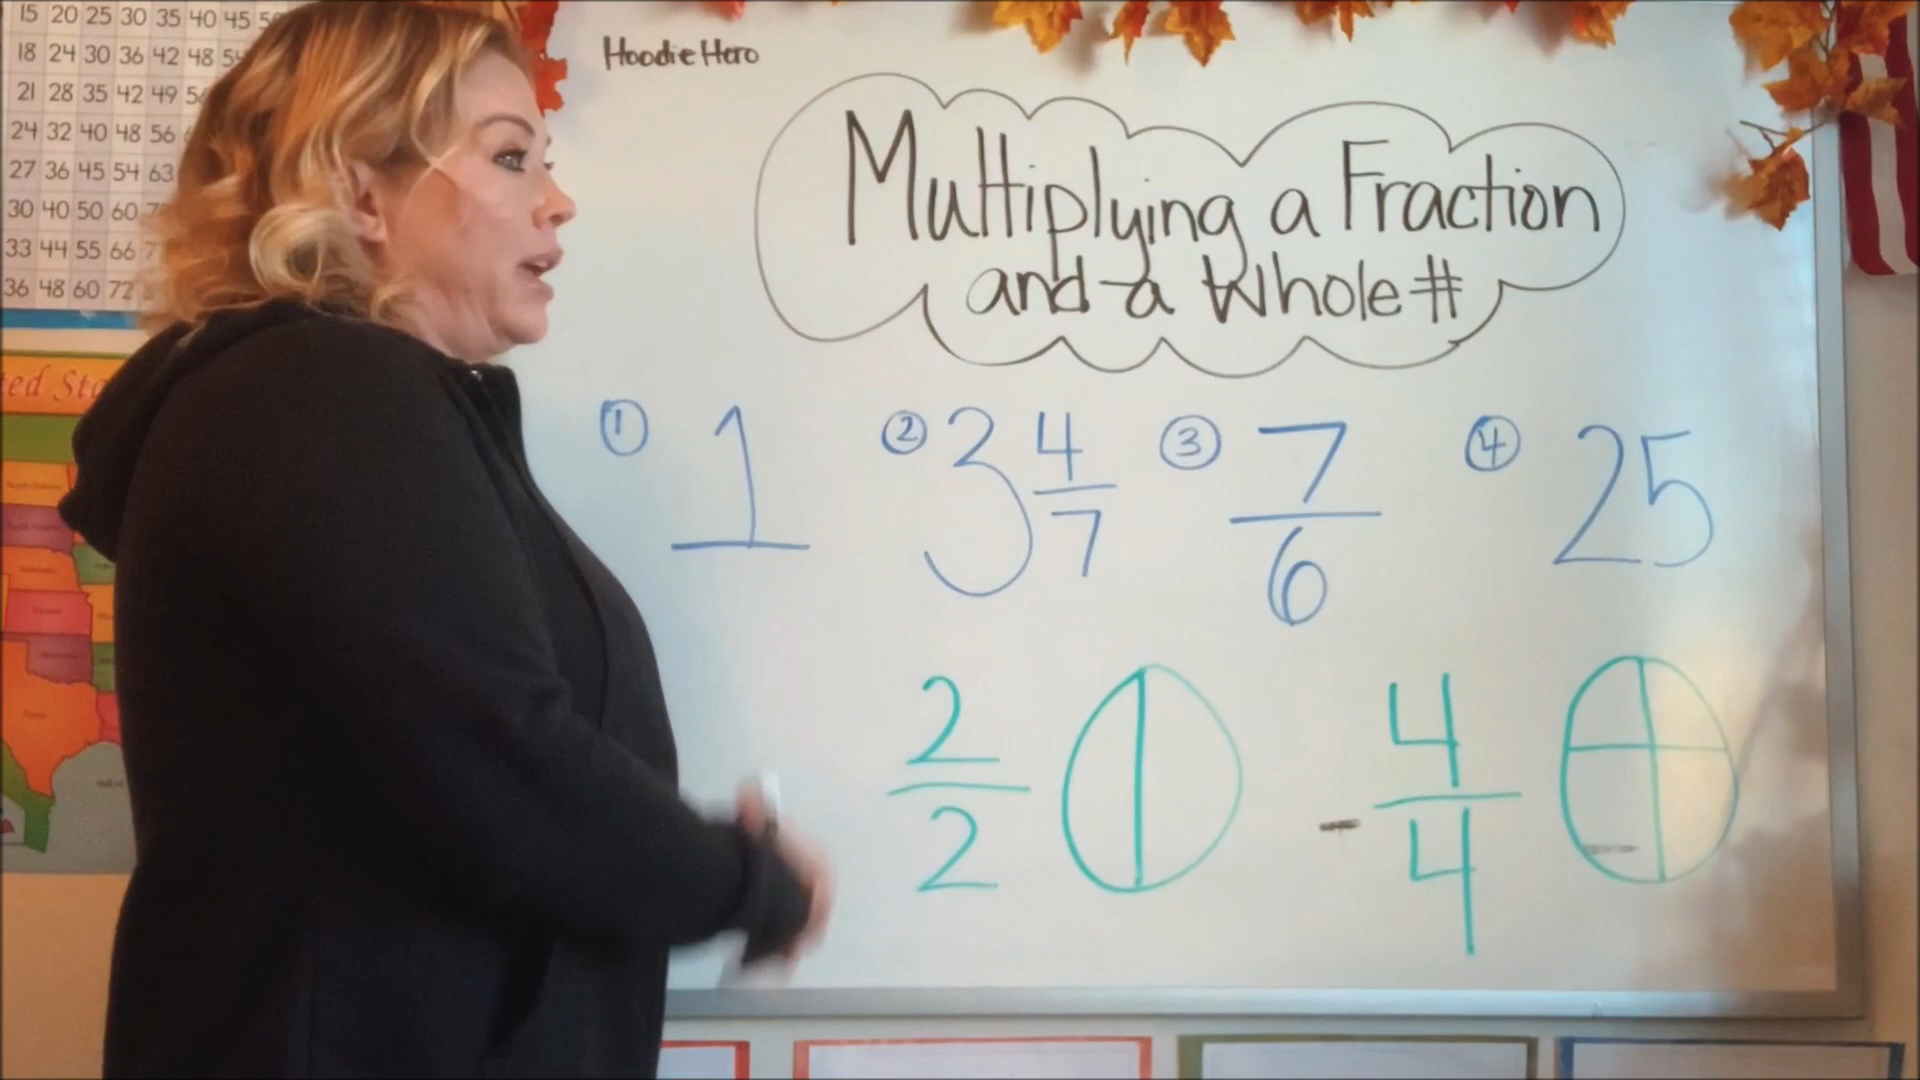 15 20 25 30 35 40 45
18 24 30 36 42 48 54
21 28 35 42 49
24 32 40 48 56
27 36 45 54 63
30 40 50 60
33 44 55 66
36 48 60 72
ted Sta
Hoodie Hero
Multiplying a Fraction
and a Whole #
① 1 ② 3 4/7 ③ 7/6 ④ 25
2/2 - 4/4